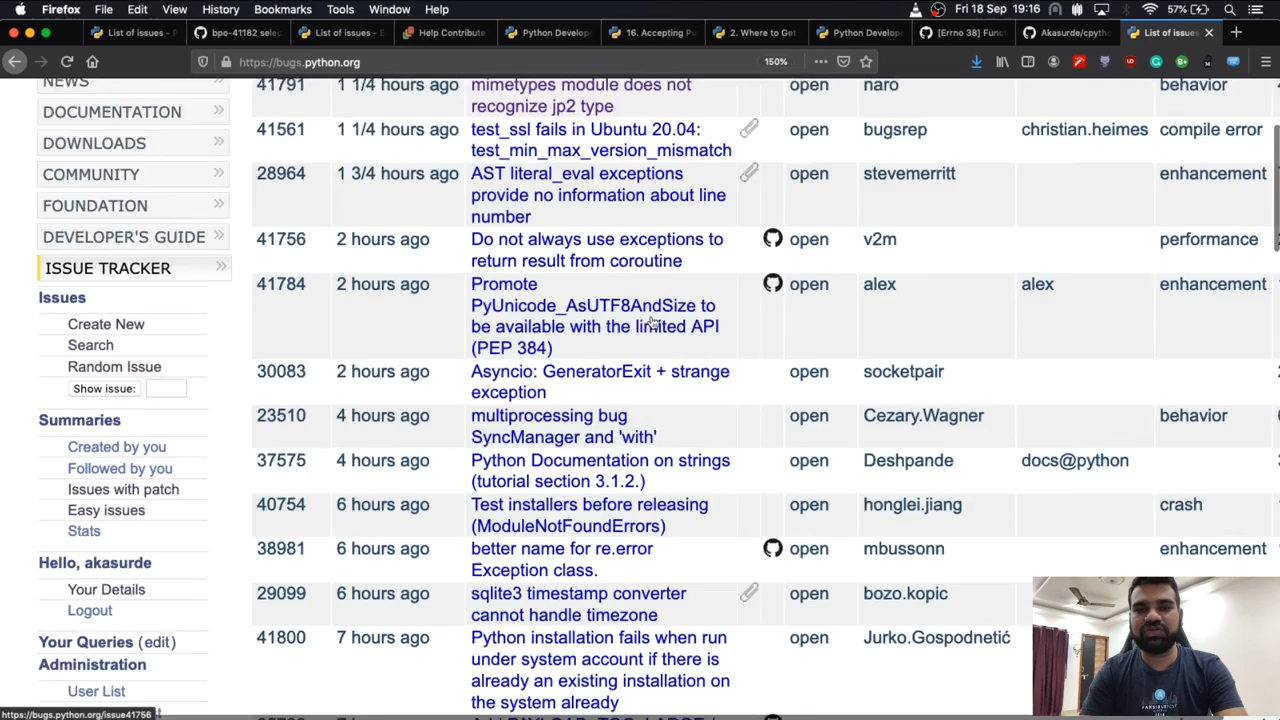 Firefox File Edit View History Bookmarks Tools Window Help Fri 18 Sep 19:16 57%
List of issues - P bpo-41182 selec List of issues - E Help Contribute Python Develop 16. Accepting Pu 2. Where to Get Python Develope [Errno 38] Funct Akasurde/cpyth List of issues
https://bugs.python.org 150%
NEWS
DOCUMENTATION
DOWNLOADS
COMMUNITY
FOUNDATION
DEVELOPER'S GUIDE
ISSUE TRACKER
Issues
Create New
Search
Random Issue
Show issue:
Summaries
Created by you
Followed by you
Issues with patch
Easy issues
Stats
Hello, akasurde
Your Details
Logout
Your Queries (edit)
Administration
User List
41791 1 1/4 hours ago mimetypes module does not open naro behavior
recognize jp2 type
41561 1 1/4 hours ago test_ssl fails in Ubuntu 20.04: open bugsrep christian.heimes compile error
test_min_max_version_mismatch
28964 1 3/4 hours ago AST literal_eval exceptions open stevemerritt enhancement
provide no information about line
number
41756 2 hours ago Do not always use exceptions to open v2m performance
return result from coroutine
41784 2 hours ago Promote open alex alex enhancement
PyUnicode_AsUTF8AndSize to
be available with the limited API
(PEP 384)
30083 2 hours ago Asyncio: GeneratorExit + strange open socketpair
exception
23510 4 hours ago multiprocessing bug open Cezary.Wagner behavior
SyncManager and 'with'
37575 4 hours ago Python Documentation on strings open Deshpande docs@python
(tutorial section 3.1.2.)
40754 6 hours ago Test installers before releasing open honglei.jiang crash
(ModuleNotFoundErrors)
38981 6 hours ago better name for re.error open mbussonn enhancement
Exception class.
29099 6 hours ago sqlite3 timestamp converter open bozo.kopic
cannot handle timezone
41800 7 hours ago Python installation fails when run open Jurko.Gospodnetić
under system account if there is
already an existing installation on
the system already
https://bugs.python.org/issue41756